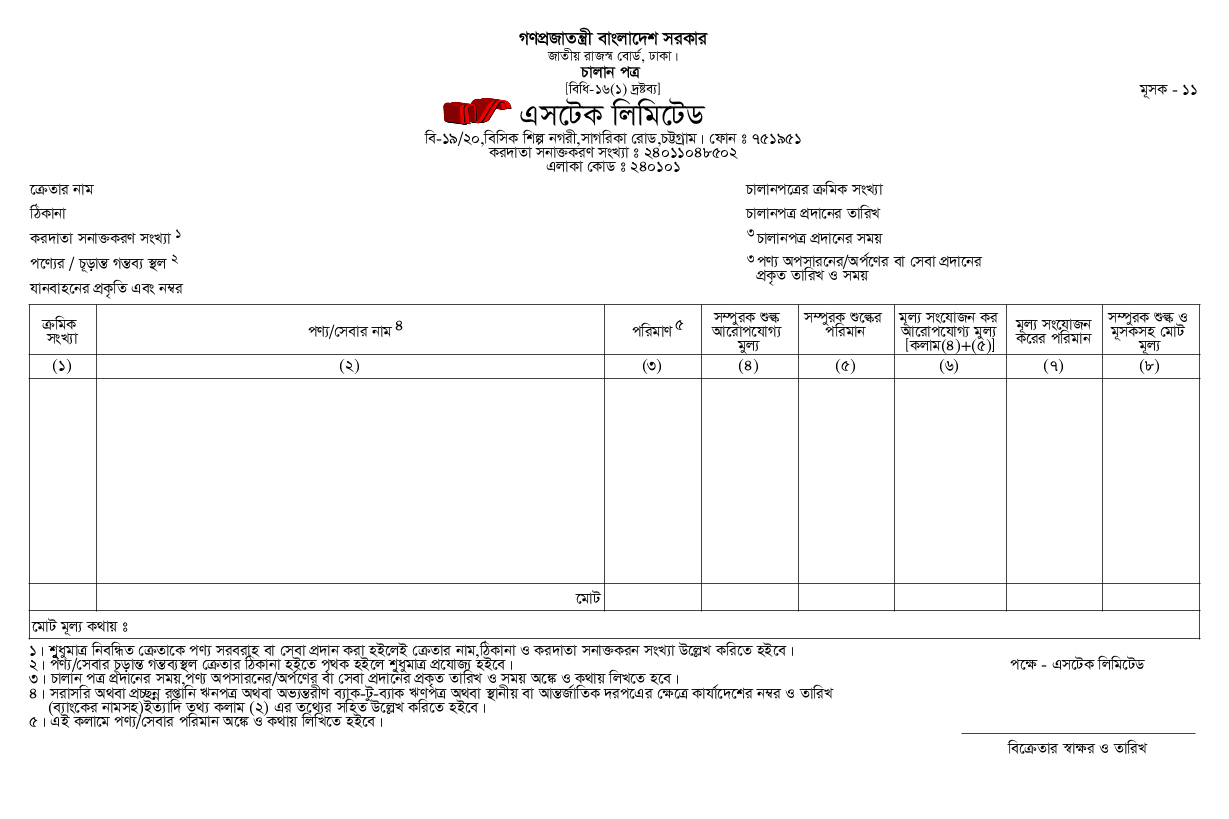 গণপ্রজাতন্ত্রী বাংলাদেশ সরকার
জাতীয় রাজস্ব বোর্ড, ঢাকা।
চালান পত্র
[বিধি-১৬(১) দ্রষ্টব্য]
মূসক - ১১
এসটেক লিমিটেড
বি-১৯/২০,বিসিক শিল্প নগরী,সাগরিকা রোড,চট্টগ্রাম। ফোন ঃ ৭৫১৯৫১
করদাতা সনাক্তকরণ সংখ্যা ঃ ২৪০১১০৪৮৫০২
এলাকা কোড ঃ ২৪০১০১
ক্রেতার নাম
ঠিকানা
করদাতা সনাক্তকরণ সংখ্যা ১
পণ্যের / চূড়ান্ত গন্তব্য স্থল ২
যানবাহনের প্রকৃতি এবং নম্বর
চালানপত্রের ক্রমিক সংখ্যা
চালানপত্র প্রদানের তারিখ
৩ চালানপত্র প্রদানের সময়
৩ পণ্য অপসারনের/অর্পণের বা সেবা প্রদানের
প্রকৃত তারিখ ও সময়
ক্রমিক
সংখ্যা
পণ্য/সেবার নাম ৪
পরিমাণ ৫
সম্পুরক শুল্ক
আরোপযোগ্য
মুল্য
সম্পুরক শুল্কের
পরিমান
মূল্য সংযোজন কর
আরোপযোগ্য মুল্য
[কলাম(৪)+(৫)]
মূল্য সংযোজন
করের পরিমান
সম্পুরক শুল্ক ও
মূসকসহ মোট
মূল্য
(১) (২) (৩) (৪) (৫) (৬) (৭) (৮)
মোট
মোট মূল্য কথায় ঃ
১। শুধুমাত্র নিবন্ধিত ক্রেতাকে পণ্য সরবরাহ বা সেবা প্রদান করা হইলেই ক্রেতার নাম,ঠিকানা ও করদাতা সনাক্তকরন সংখ্যা উল্লেখ করিতে হইবে।
২। পণ্য/সেবার চূড়ান্ত গন্তব্যস্থল ক্রেতার ঠিকানা হইতে পৃথক হইলে শুধুমাত্র প্রযোজ্য হইবে।
৩। চালান পত্র প্রদানের সময়,পণ্য অপসারনের/অর্পণের বা সেবা প্রদানের প্রকৃত তারিখ ও সময় অঙ্কে ও কথায় লিখতে হবে।
৪। সরাসরি অথবা প্রচ্ছন্ন রপ্তানি ঋনপত্র অথবা অভ্যন্তরীণ ব্যাক-টু-ব্যাক ঋণপত্র অথবা স্থানীয় বা আন্তর্জাতিক দরপএের ক্ষেত্রে কার্যাদেশের নম্বর ও তারিখ
(ব্যাংকের নামসহ)ইত্যাদি তথ্য কলাম (২) এর তথ্যের সহিত উল্লেখ করিতে হইবে।
৫। এই কলামে পণ্য/সেবার পরিমান অঙ্কে ও কথায় লিখিতে হইবে।
পক্ষে - এসটেক লিমিটেড
বিক্রেতার স্বাক্ষর ও তারিখ